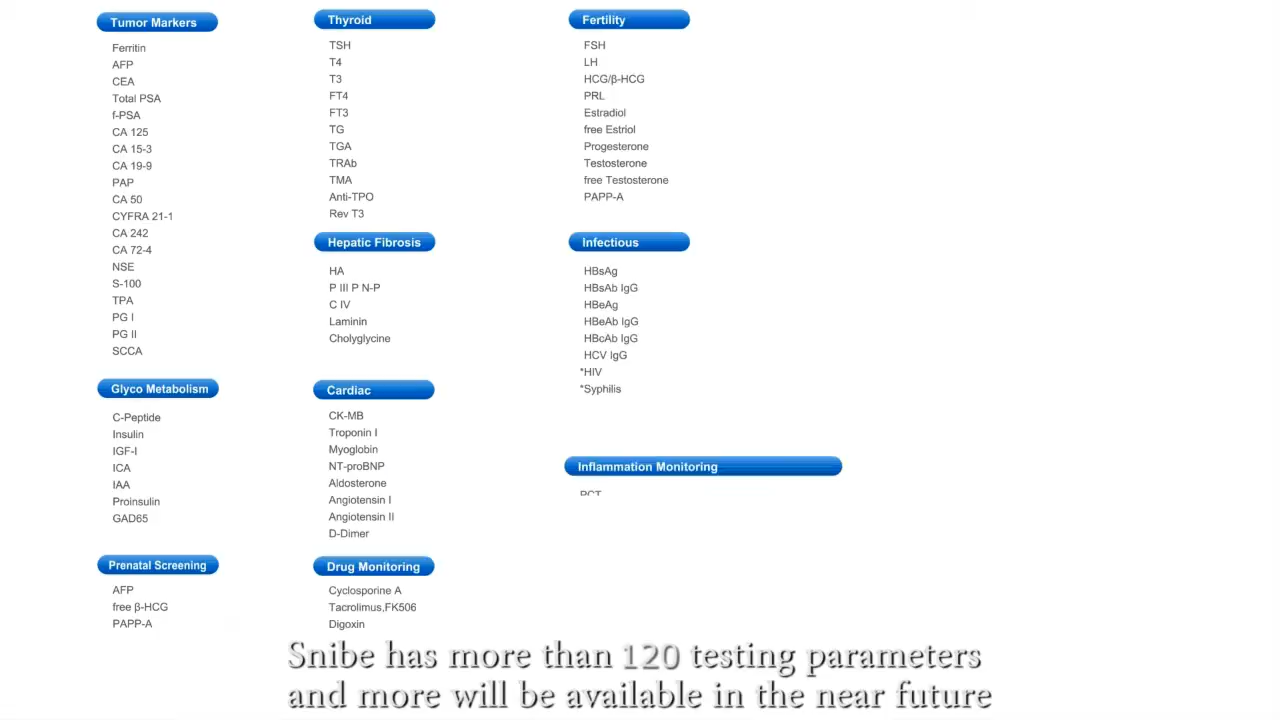 Tumor Markers
Ferritin
AFP
CEA
Total PSA
f-PSA
CA 125
CA 15-3
CA 19-9
PAP
CA 50
CYFRA 21-1
CA 242
CA 72-4
NSE
S-100
TPA
PG I
PG II
SCCA
Glyco Metabolism
C-Peptide
Insulin
IGF-I
ICA
IAA
Proinsulin
GAD65
Prenatal Screening
AFP
free β-HCG
PAPP-A
Thyroid
TSH
T4
T3
FT4
FT3
TG
TGA
TRAb
TMA
Anti-TPO
Rev T3
Hepatic Fibrosis
HA
P III P N-P
C IV
Laminin
Cholyglycine
Cardiac
CK-MB
Troponin I
Myoglobin
NT-proBNP
Aldosterone
Angiotensin I
Angiotensin II
D-Dimer
Drug Monitoring
Cyclosporine A
Tacrolimus,FK506
Digoxin
Fertility
FSH
LH
HCG/β-HCG
PRL
Estradiol
free Estriol
Progesterone
Testosterone
free Testosterone
PAPP-A
Infectious
HBsAg
HBsAb IgG
HBeAg
HBeAb IgG
HBcAb IgG
HCV IgG
*HIV
*Syphilis
Inflammation Monitoring
PCT
Snibe has more than 120 testing parameters
and more will be available in the near future